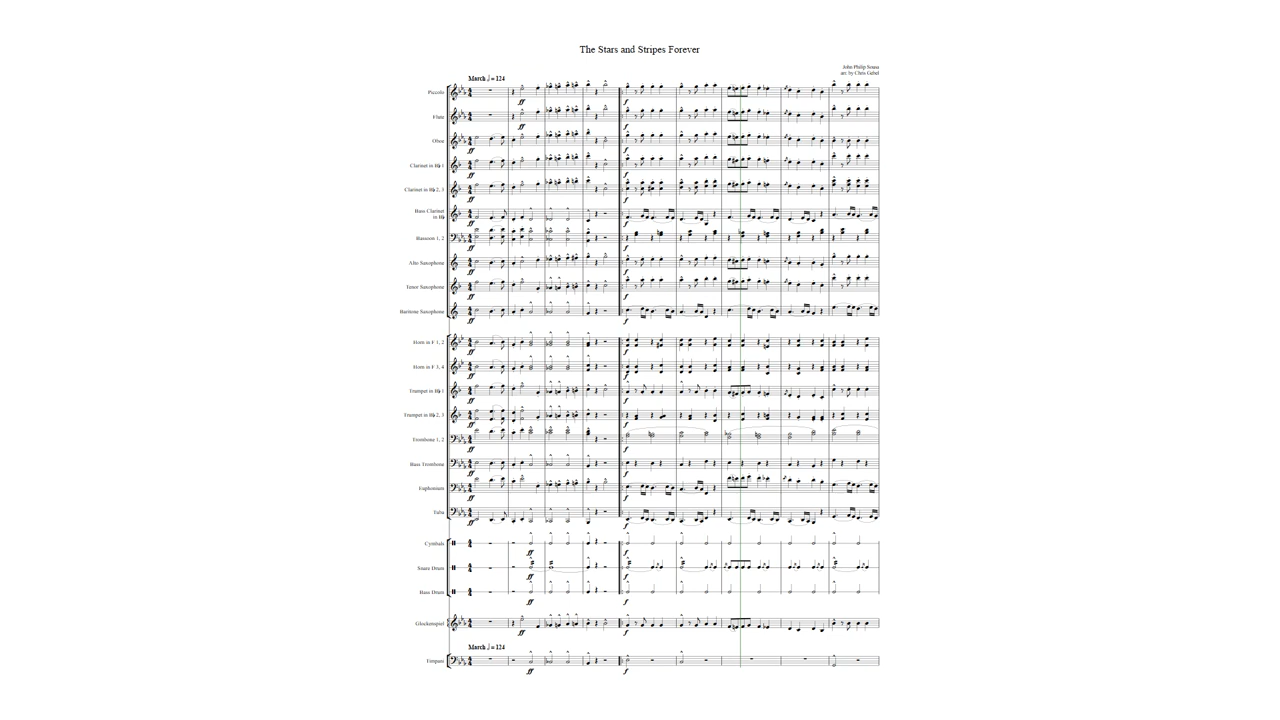 The Stars and Stripes Forever
John Philip Sousa
arr. by Chris Gebel
March 𝅗𝅥 = 124
Piccolo
Flute
Oboe
Clarinet in B♭ 1
Clarinet in B♭ 2, 3
Bass Clarinet
in B♭
Bassoon 1, 2
Alto Saxophone
Tenor Saxophone
Baritone Saxophone
Horn in F 1, 2
Horn in F 3, 4
Trumpet in B♭ 1
Trumpet in B♭ 2, 3
Trombone 1, 2
Bass Trombone
Euphonium
Tuba
Cymbals
Snare Drum
Bass Drum
Glockenspiel
March 𝅗𝅥 = 124
Timpani